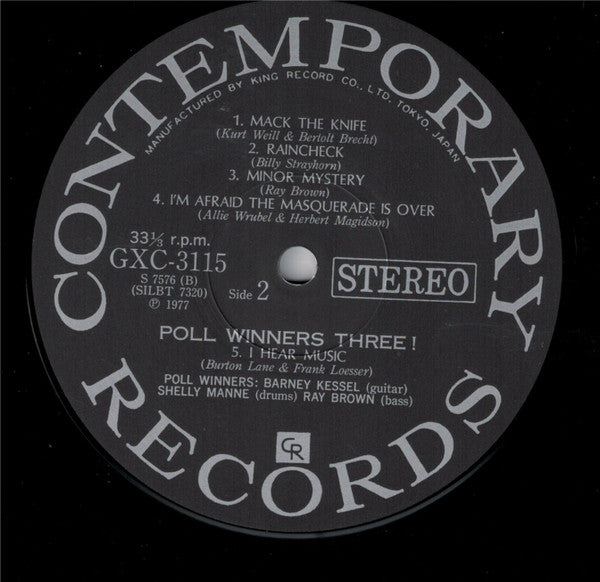 CONTEMPORARY
MANUFACTURED BY KING RECORD CO., LTD. TOKYO, JAPAN
1. MACK THE KNIFE
(Kurt Weill & Bertolt Brecht)
2. RAINCHECK
(Billy Strayhorn)
3. MINOR MYSTERY
(Ray Brown)
4. I'M AFRAID THE MASQUERADE IS OVER
(Allie Wrubel & Herbert Magidson)
33⅓ r.p.m.
GXC-3115 STEREO
S 7576 (B)
(SILBT 7320) Side 2
Ⓟ 1977
POLL WINNERS THREE!
5. I HEAR MUSIC
(Burton Lane & Frank Loesser)
POLL WINNERS: BARNEY KESSEL (guitar)
SHELLY MANNE (drums) RAY BROWN (bass)
CR
RECORDS